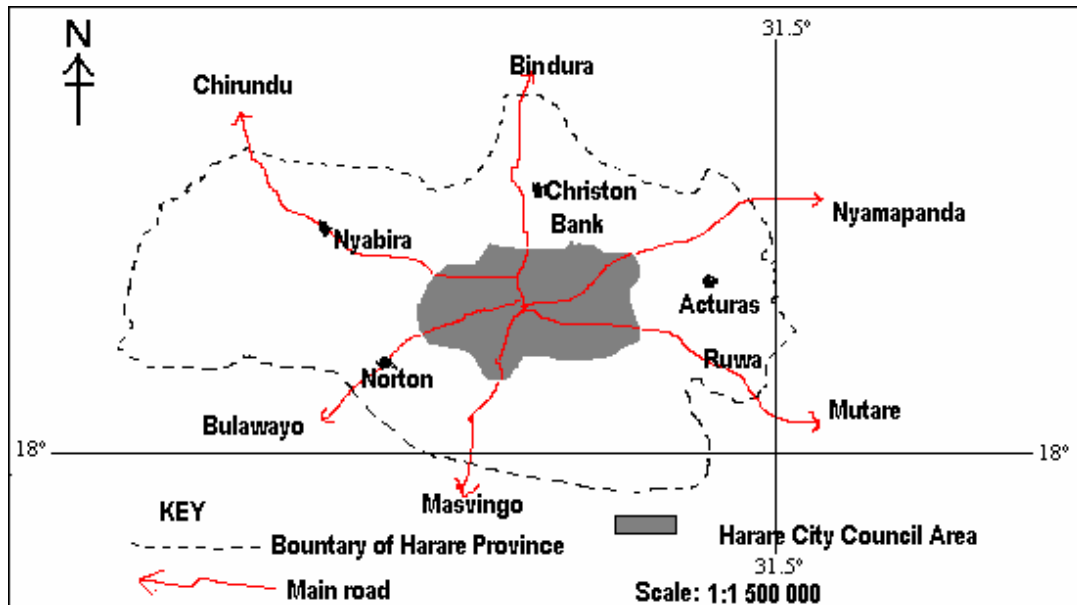 31.5°
N
Bindura
Chirundu
Christon
Bank
Nyamapanda
Nyabira
Acturas
Ruwa
Norton
Mutare
Bulawayo
18°
18°
Masvingo
KEY
Bountary of Harare Province
Harare City Council Area
31.5°
Main road
Scale: 1:1 500 000